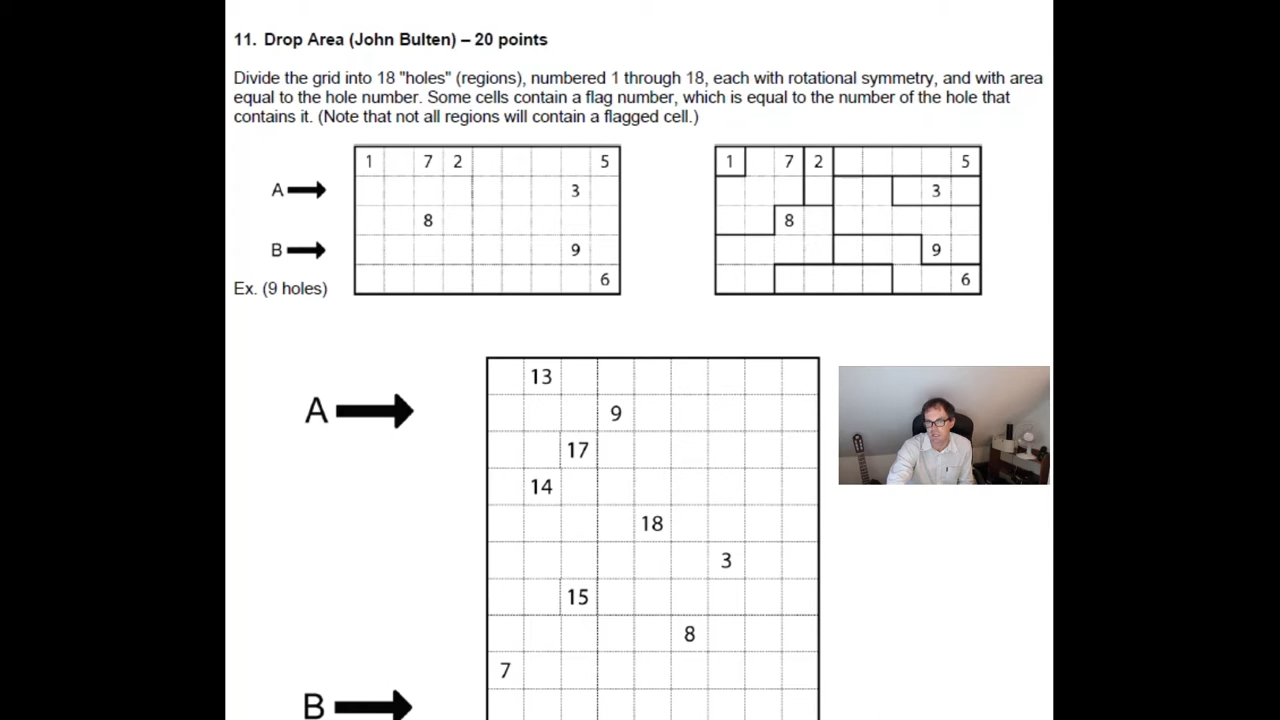 11. Drop Area (John Bulten) – 20 points
Divide the grid into 18 "holes" (regions), numbered 1 through 18, each with rotational symmetry, and with area
equal to the hole number. Some cells contain a flag number, which is equal to the number of the hole that
contains it. (Note that not all regions will contain a flagged cell.)
1 7 2 5
A 3
8
B 9
6
Ex. (9 holes)
1 7 2 5
3
8
9
6
13
A 9
17
14
18
3
15
8
7
B